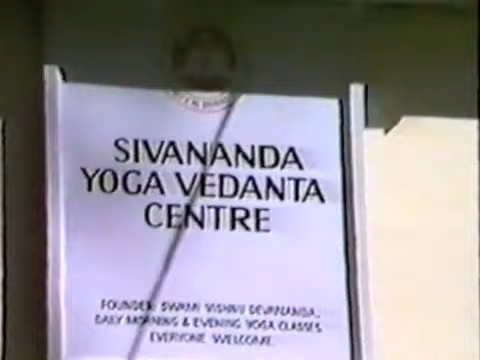 SIVANANDA
YOGA VEDANTA
CENTRE
FOUNDER: SWAMI VISHNU DEVANANDA.
DAILY MORNING & EVENING YOGA CLASSES
EVERYONE WELCOME.